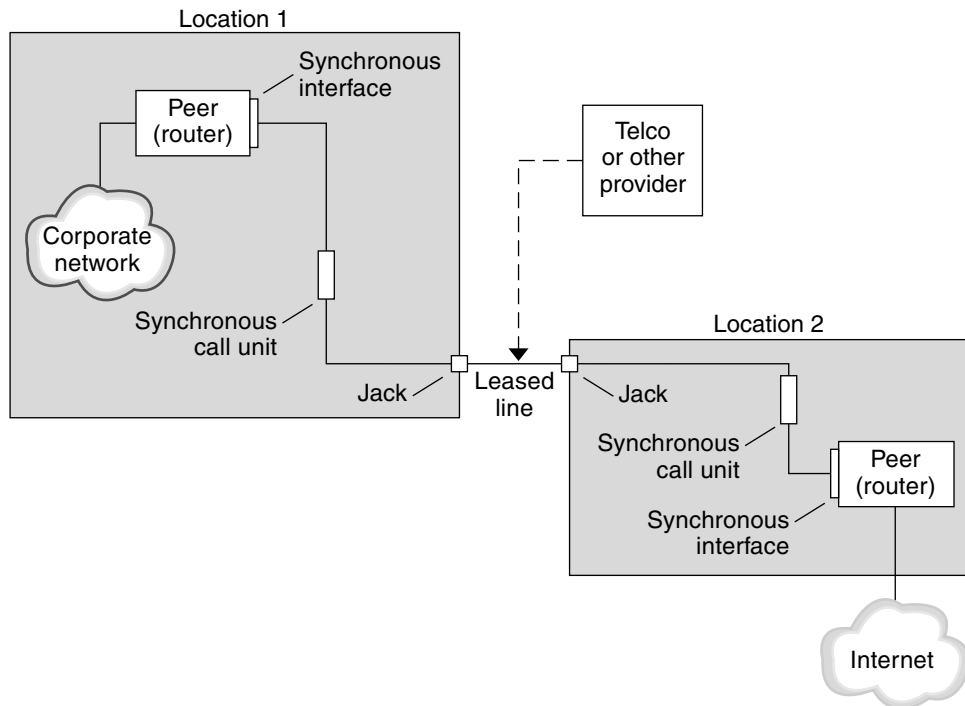 Location 1
Synchronous
interface
Peer
(router)
Telco
or other
provider
Corporate
network
Synchronous
call unit
Location 2
Jack
Leased
line
Jack
Synchronous
call unit
Peer
(router)
Synchronous
interface
Internet